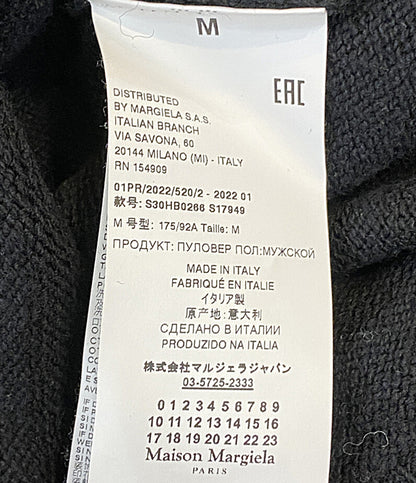 M
EAC
DISTRIBUTED
BY MARGIELA S.A.S.
ITALIAN BRANCH
VIA SAVONA, 60
20144 MILANO (MI) - ITALY
RN 154909
01PR/2022/520/2 - 2022 01
款号: S30HB0266 S17949
M 号型: 175/92A Taille: M
ПРОДУКТ: ПУЛОВЕР ПОЛ:МУЖСКОЙ
MADE IN ITALY
FABRIQUÉ EN ITALIE
イタリア製
原产地:意大利
СДЕЛАНО В ИТАЛИИ
PRODUZIDO NA ITALIA
株式会社マルジェラジャパン
03-5725-2333
0 1 2 3 4 5 6 7 8 9
10 11 12 13 14 15 16
17 18 19 20 21 22 23
Maison Margiela
PARIS